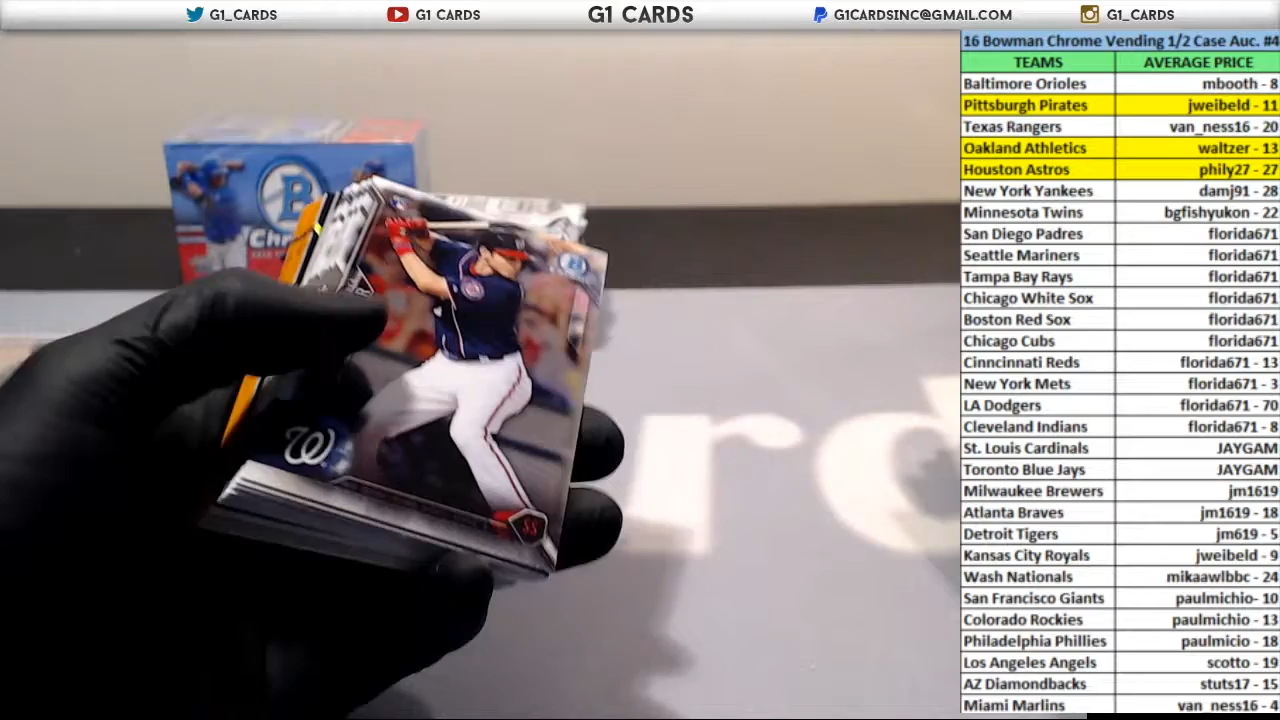 G1_CARDS G1 CARDS G1 CARDS G1CARDSINC@GMAIL.COM G1_CARDS
16 Bowman Chrome Vending 1/2 Case Auc. #4
TEAMS AVERAGE PRICE
Baltimore Orioles mbooth - 8
Pittsburgh Pirates jweibeld - 11
Texas Rangers van_ness16 - 20
Oakland Athletics waltzer - 13
Houston Astros phily27 - 27
New York Yankees damj91 - 28
Minnesota Twins bgfishyukon - 22
San Diego Padres florida671
Seattle Mariners florida671
Tampa Bay Rays florida671
Chicago White Sox florida671
Boston Red Sox florida671
Chicago Cubs florida671
Cinncinnati Reds florida671 - 13
New York Mets florida671 - 3
LA Dodgers florida671 - 70
Cleveland Indians florida671 - 8
St. Louis Cardinals JAYGAM
Toronto Blue Jays JAYGAM
Milwaukee Brewers jm1619
Atlanta Braves jm1619 - 18
Detroit Tigers jm619 - 5
Kansas City Royals jweibeld - 9
Wash Nationals mikaawlbbc - 24
San Francisco Giants paulmichio- 10
Colorado Rockies paulmichio - 13
Philadelphia Phillies paulmicio - 18
Los Angeles Angels scotto - 19
AZ Diamondbacks stuts17 - 15
Miami Marlins van_ness16 - 4
B
W